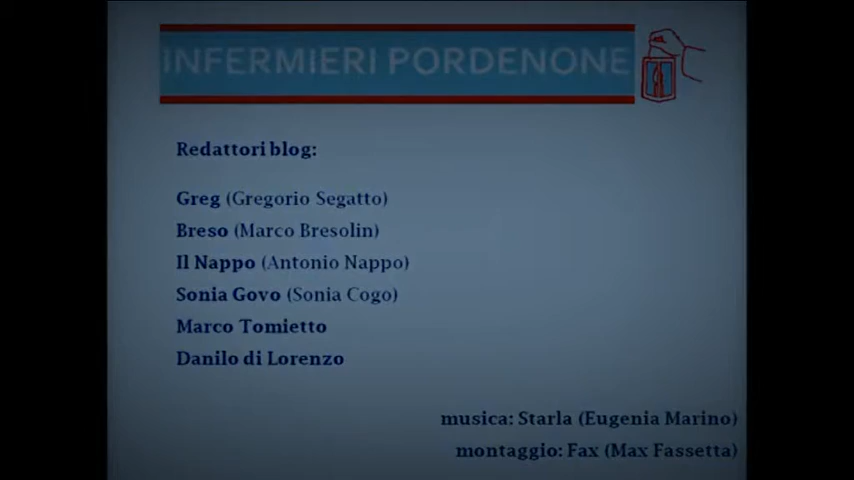 INFERMIERI PORDENONE
Redattori blog:
Greg (Gregorio Segatto)
Breso (Marco Bresolin)
Il Nappo (Antonio Nappo)
Sonia Govo (Sonia Cogo)
Marco Tomietto
Danilo di Lorenzo
musica: Starla (Eugenia Marino)
montaggio: Fax (Max Fassetta)